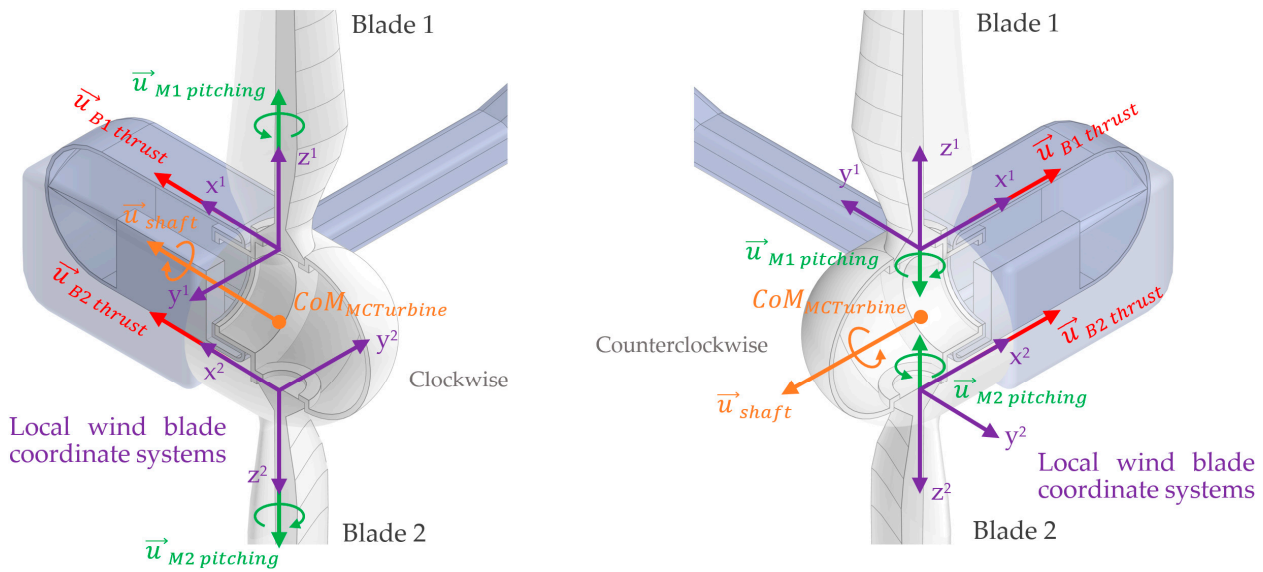 Blade 1
u⃗ M1 pitching
u⃗ B1 thrust
z¹
x¹
u⃗ shaft
y¹
u⃗ B2 thrust
CoM MCTurbine
y²
x²
Clockwise
Local wind blade
coordinate systems
z²
Blade 2
u⃗ M2 pitching
Blade 1
u⃗ B1 thrust
z¹
y¹
x¹
u⃗ M1 pitching
CoM MCTurbine
u⃗ B2 thrust
Counterclockwise
x²
u⃗ shaft
u⃗ M2 pitching
y²
Local wind blade
coordinate systems
z²
Blade 2